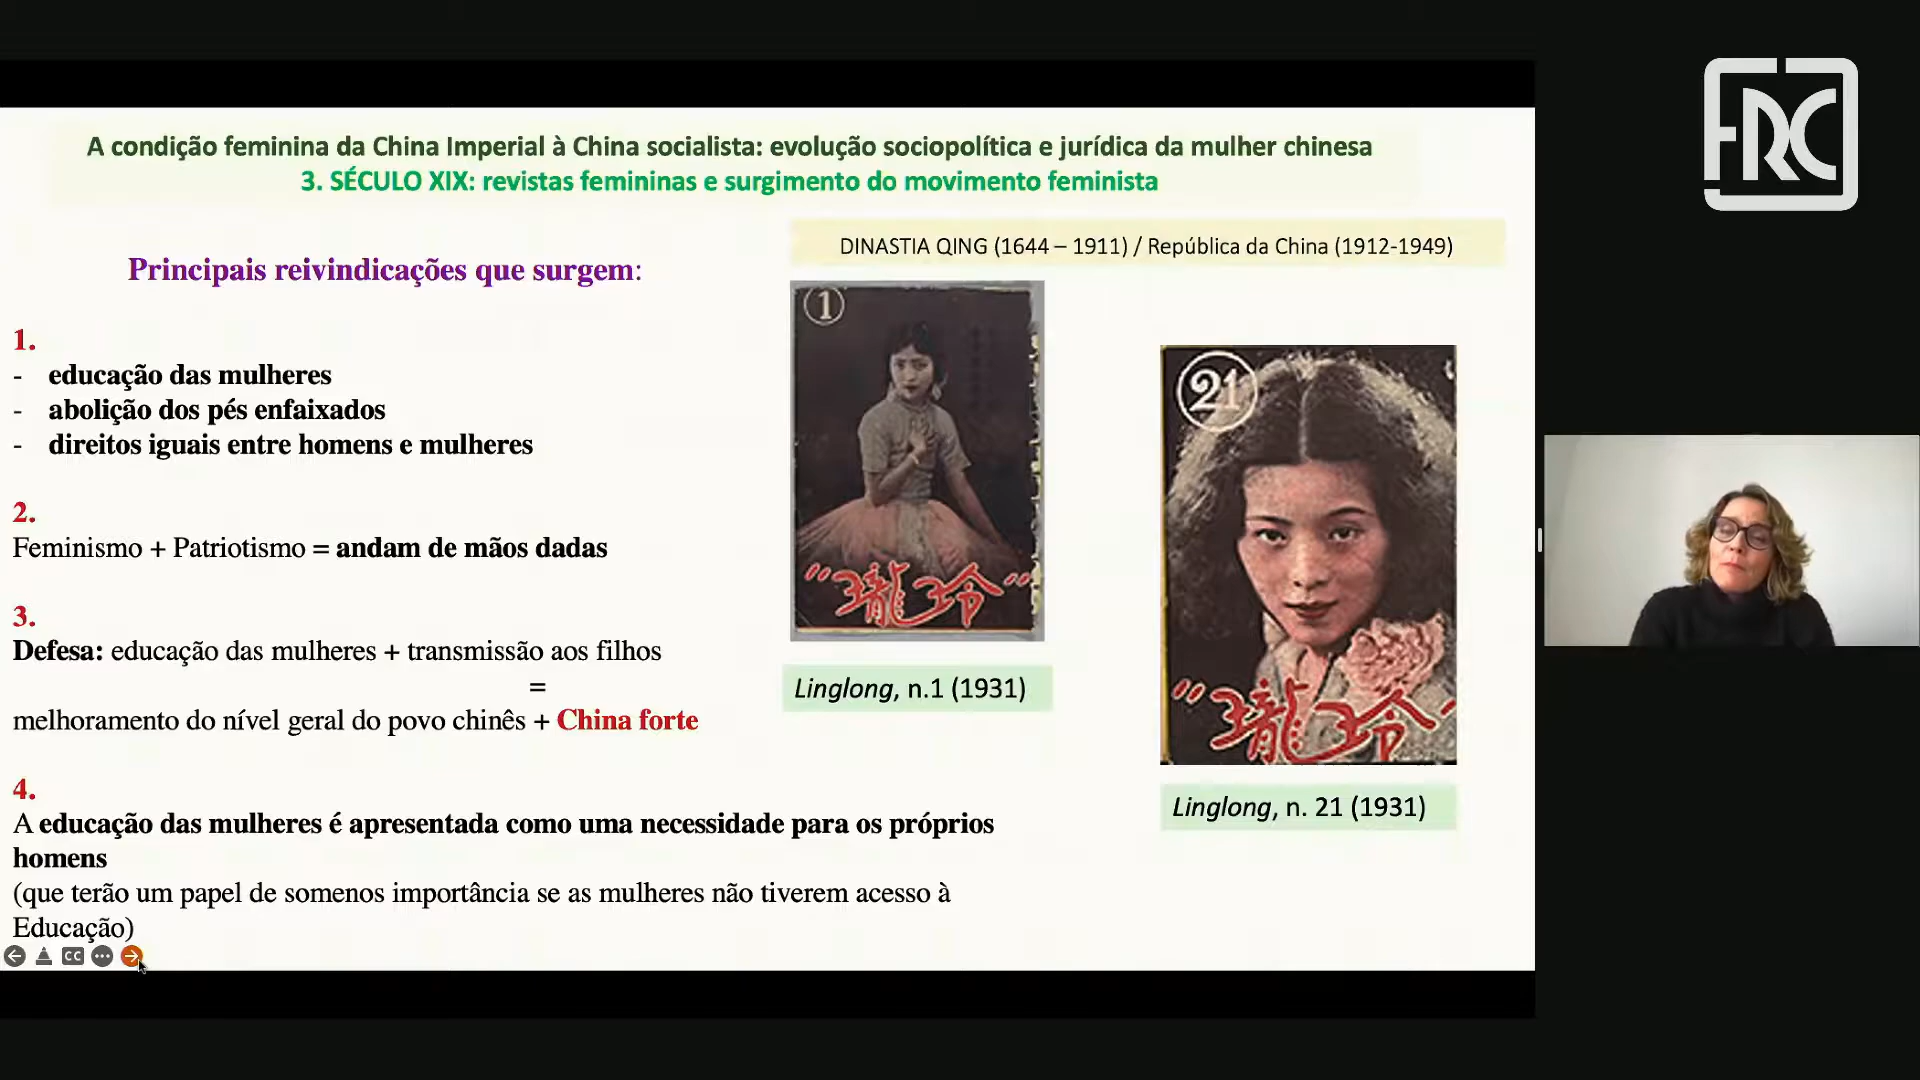 A condição feminina da China Imperial à China socialista: evolução sociopolítica e jurídica da mulher chinesa
3. SÉCULO XIX: revistas femininas e surgimento do movimento feminista
DINASTIA QING (1644 – 1911) / República da China (1912-1949)
Principais reivindicações que surgem:
1.
- educação das mulheres
- abolição dos pés enfaixados
- direitos iguais entre homens e mulheres
2.
Feminismo + Patriotismo = andam de mãos dadas
3.
Defesa: educação das mulheres + transmissão aos filhos
=
melhoramento do nível geral do povo chinês + China forte
4.
A educação das mulheres é apresentada como uma necessidade para os próprios
homens
(que terão um papel de somenos importância se as mulheres não tiverem acesso à
Educação)
1
"瓏玲"
Linglong, n.1 (1931)
21
"瓏玲"
Linglong, n. 21 (1931)
CC
FRC